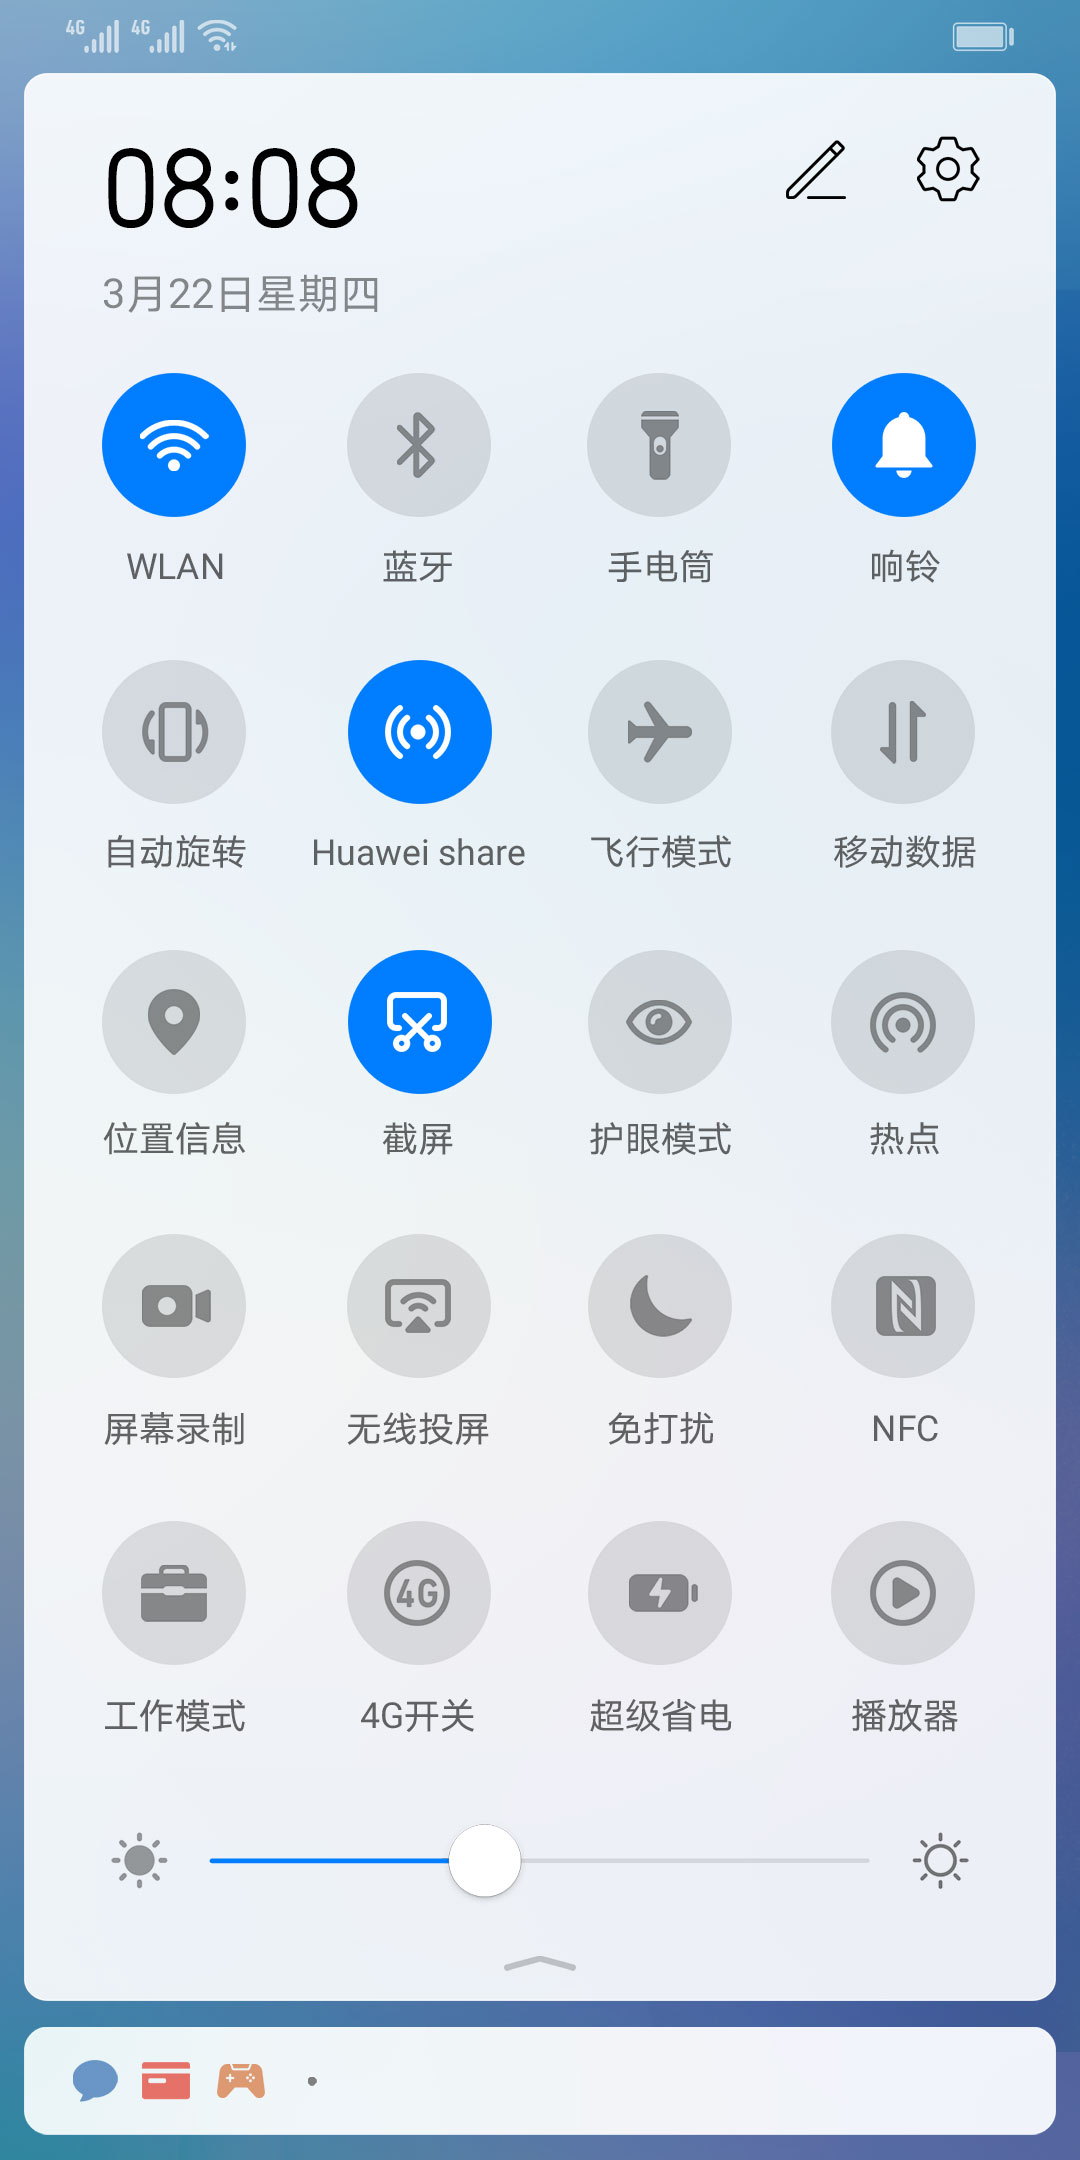 4G 4G
08:08
3月22日星期四
WLAN 蓝牙 手电筒 响铃
自动旋转 Huawei share 飞行模式 移动数据
位置信息 截屏 护眼模式 热点
屏幕录制 无线投屏 免打扰 NFC
4G
工作模式 4G开关 超级省电 播放器